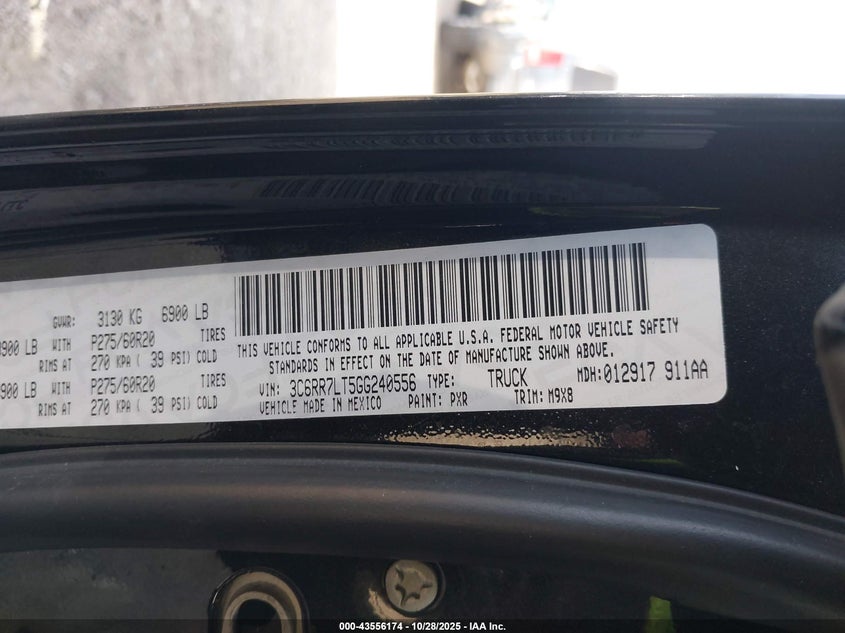 GVWR: 3130 KG 6900 LB
900 LB WITH P275/60R20 TIRES
RIMS AT 270 KPA ( 39 PSI) COLD
900 LB WITH P275/60R20 TIRES
RIMS AT 270 KPA ( 39 PSI) COLD
THIS VEHICLE CONFORMS TO ALL APPLICABLE U.S.A. FEDERAL MOTOR VEHICLE SAFETY
STANDARDS IN EFFECT ON THE DATE OF MANUFACTURE SHOWN ABOVE.
VIN: 3C6RR7LT5GG240556 TYPE: TRUCK MDH: 012917 911AA
VEHICLE MADE IN MEXICO PAINT: PXR TRIM: M9X8
000-43556174 - 10/28/2025 - IAA Inc.